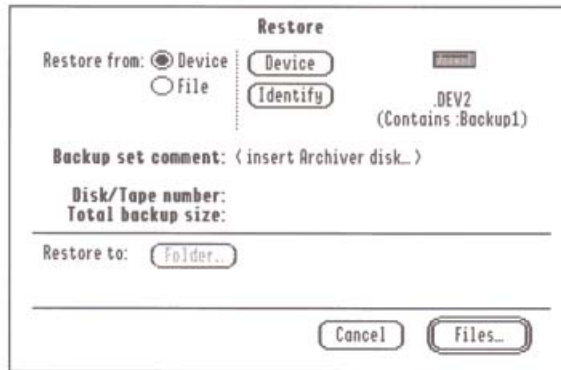 Restore
Restore from: Device
File
Device
Identify
.DEV2
(Contains :Backup1)
Backup set comment: < insert Archiver disk… >
Disk/Tape number:
Total backup size:
Restore to: Folder..
Cancel
Files…